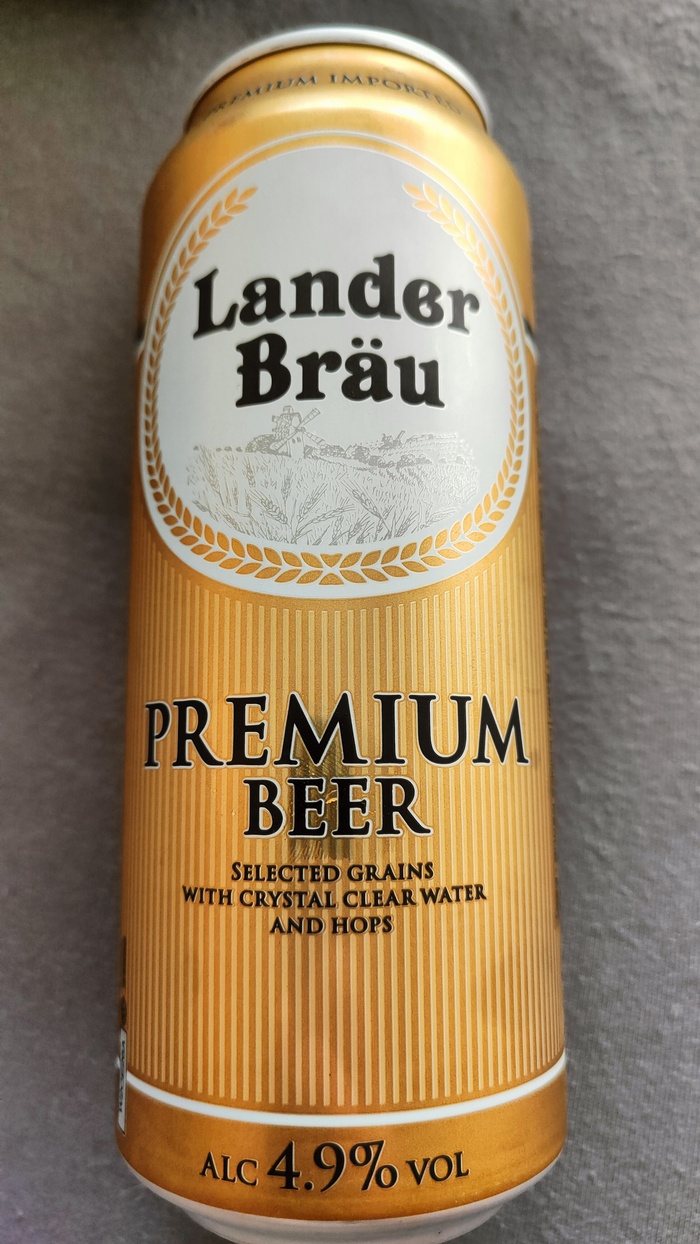 PREMIUM IMPORTED
Lander
Bräu
PREMIUM
BEER
SELECTED GRAINS
WITH CRYSTAL CLEAR WATER
AND HOPS
ALC 4.9% VOL